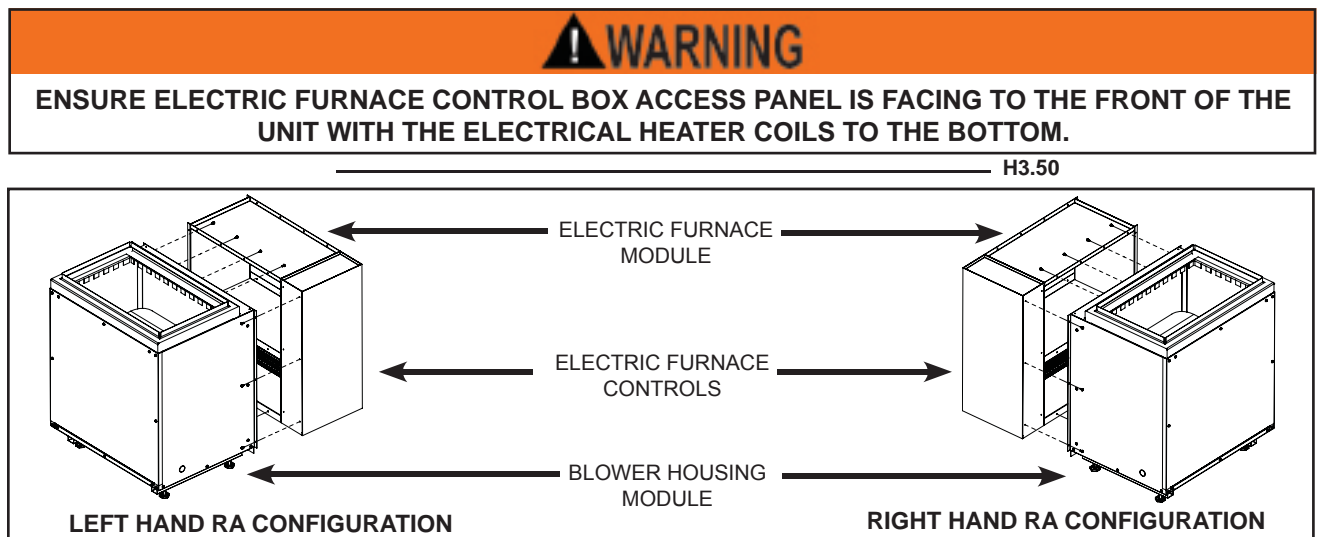 WARNING
ENSURE ELECTRIC FURNACE CONTROL BOX ACCESS PANEL IS FACING TO THE FRONT OF THE
UNIT WITH THE ELECTRICAL HEATER COILS TO THE BOTTOM.
H3.50
ELECTRIC FURNACE
MODULE
ELECTRIC FURNACE
CONTROLS
BLOWER HOUSING
MODULE
LEFT HAND RA CONFIGURATION
RIGHT HAND RA CONFIGURATION